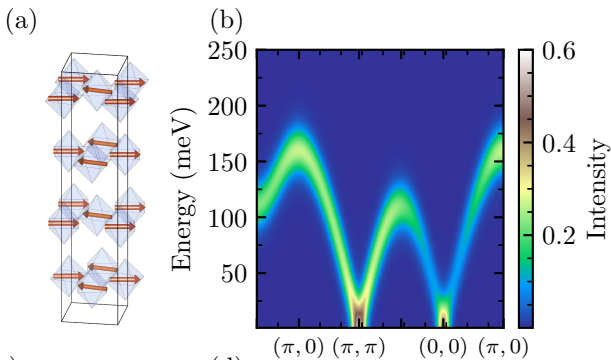 (a)
(b)
250
200
150
100
50
Energy (meV)
(π, 0) (π, π) (0, 0) (π, 0)
0.6
0.4
0.2
Intensity